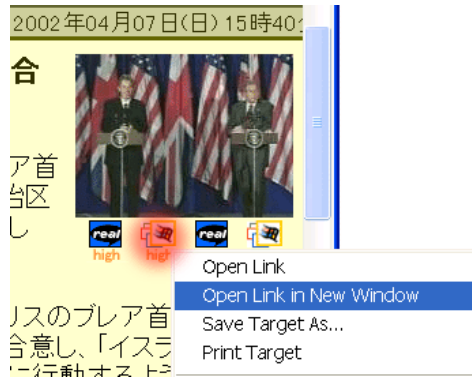 2002年04月07日(日) 15時40
合
ア首
治区
し
real
real
high
high
Open Link
Open Link in New Window
Save Target As...
Print Target
リスのブレア首
合意し、「イスラ